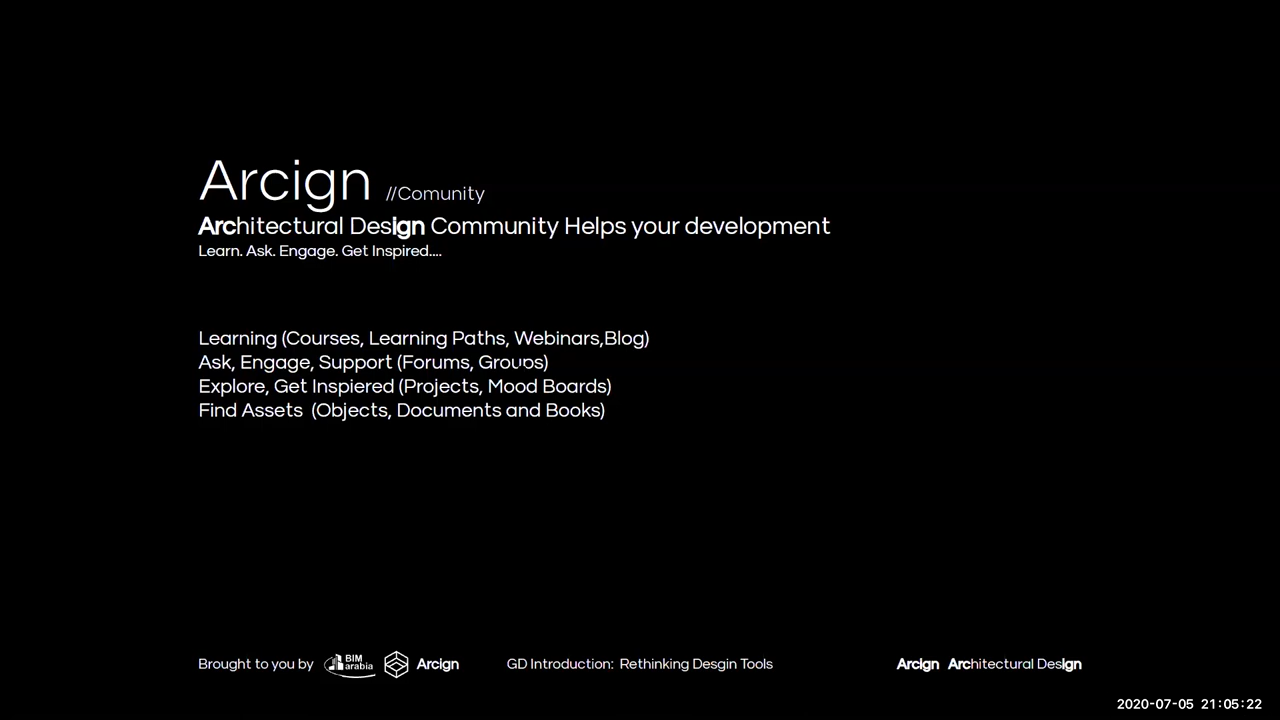 Arcign //Comunity
Architectural Design Community Helps your development
Learn. Ask. Engage. Get Inspired....
Learning (Courses, Learning Paths, Webinars,Blog)
Ask, Engage, Support (Forums, Groups)
Explore, Get Inspiered (Projects, Mood Boards)
Find Assets (Objects, Documents and Books)
Brought to you by BIM arabia Arcign GD Introduction: Rethinking Desgin Tools Arcign Architectural Design
2020-07-05 21:05:22